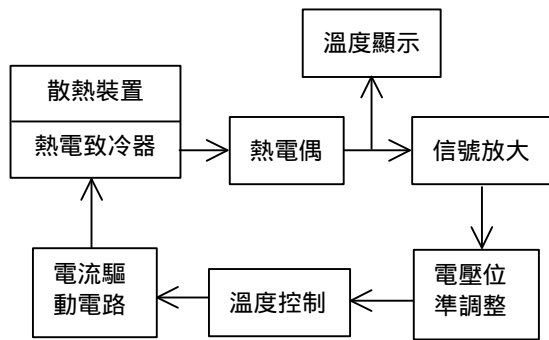 溫度顯示
散熱裝置
熱電致冷器
熱電偶
信號放大
電流驅
動電路
溫度控制
電壓位
準調整